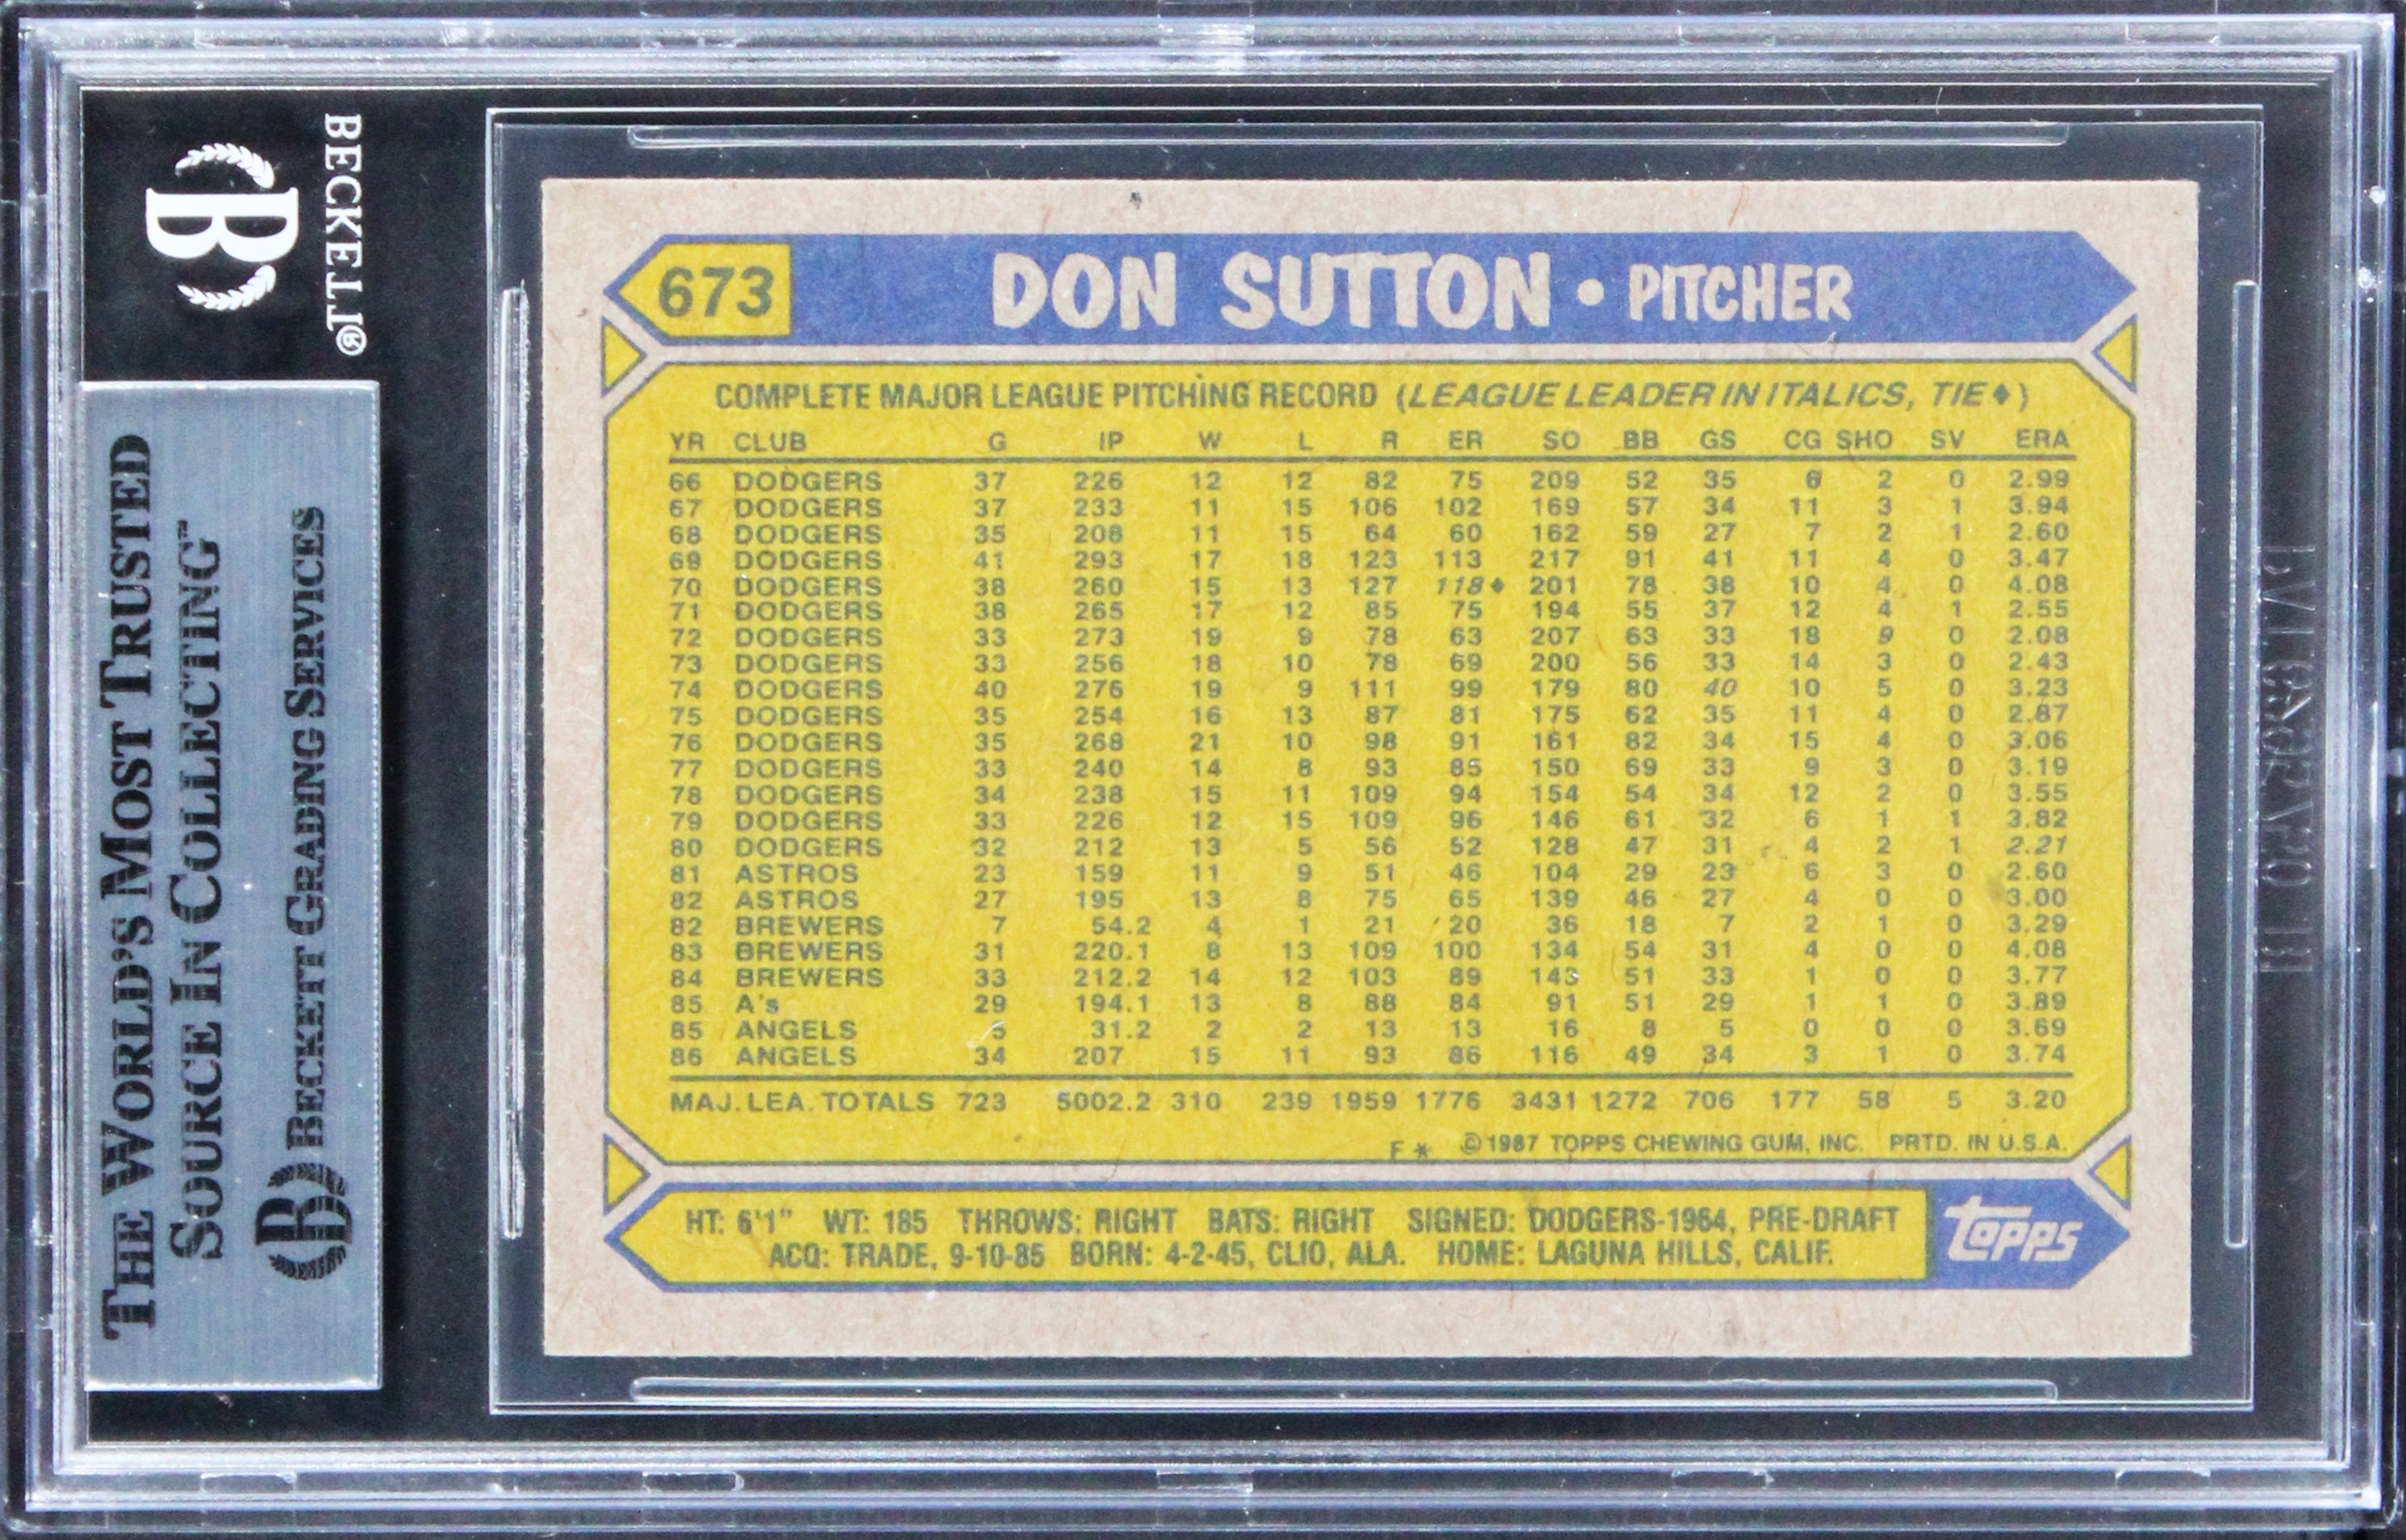 BECKETT®
B
THE WORLD'S MOST TRUSTED
SOURCE IN COLLECTING™
B BECKETT GRADING SERVICES
673 DON SUTTON • PITCHER
COMPLETE MAJOR LEAGUE PITCHING RECORD (LEAGUE LEADER IN ITALICS, TIE♦)
YR CLUB G IP W L R ER SO BB GS CG SHO SV ERA
66 DODGERS 37 226 12 12 82 75 209 52 35 6 2 0 2.99
67 DODGERS 37 233 11 15 106 102 169 57 34 11 3 1 3.94
68 DODGERS 35 208 11 15 64 60 162 59 27 7 2 1 2.60
69 DODGERS 41 293 17 18 123 113 217 91 41 11 4 0 3.47
70 DODGERS 38 260 15 13 127 118♦ 201 78 38 10 4 0 4.08
71 DODGERS 38 265 17 12 85 75 194 55 37 12 4 1 2.55
72 DODGERS 33 273 19 9 78 63 207 63 33 18 9 0 2.08
73 DODGERS 33 256 18 10 78 69 200 56 33 14 3 0 2.43
74 DODGERS 40 276 19 9 111 99 179 80 40 10 5 0 3.23
75 DODGERS 35 254 16 13 87 81 175 62 35 11 4 0 2.87
76 DODGERS 35 268 21 10 98 91 161 82 34 15 4 0 3.06
77 DODGERS 33 240 14 8 93 85 150 69 33 9 3 0 3.19
78 DODGERS 34 238 15 11 109 94 154 54 34 12 2 0 3.55
79 DODGERS 33 226 12 15 109 96 146 61 32 6 1 1 3.82
80 DODGERS 32 212 13 5 56 52 128 47 31 4 2 1 2.21
81 ASTROS 23 159 11 9 51 46 104 29 23 6 3 0 2.60
82 ASTROS 27 195 13 8 75 65 139 46 27 4 0 0 3.00
82 BREWERS 7 54.2 4 1 21 20 36 18 7 2 1 0 3.29
83 BREWERS 31 220.1 8 13 109 100 134 54 31 4 0 0 4.08
84 BREWERS 33 212.2 14 12 103 89 143 51 33 1 0 0 3.77
85 A's 29 194.1 13 8 88 84 91 51 29 1 1 0 3.89
85 ANGELS 5 31.2 2 2 13 13 16 8 5 0 0 0 3.69
86 ANGELS 34 207 15 11 93 86 116 49 34 3 1 0 3.74
MAJ. LEA. TOTALS 723 5002.2 310 239 1959 1776 3431 1272 706 177 58 5 3.20
F* ©1987 TOPPS CHEWING GUM, INC. PRTD. IN U.S.A.
HT: 6'1" WT: 185 THROWS: RIGHT BATS: RIGHT SIGNED: DODGERS-1964, PRE-DRAFT
ACQ: TRADE, 9-10-85 BORN: 4-2-45, CLIO, ALA. HOME: LAGUNA HILLS, CALIF.
topps